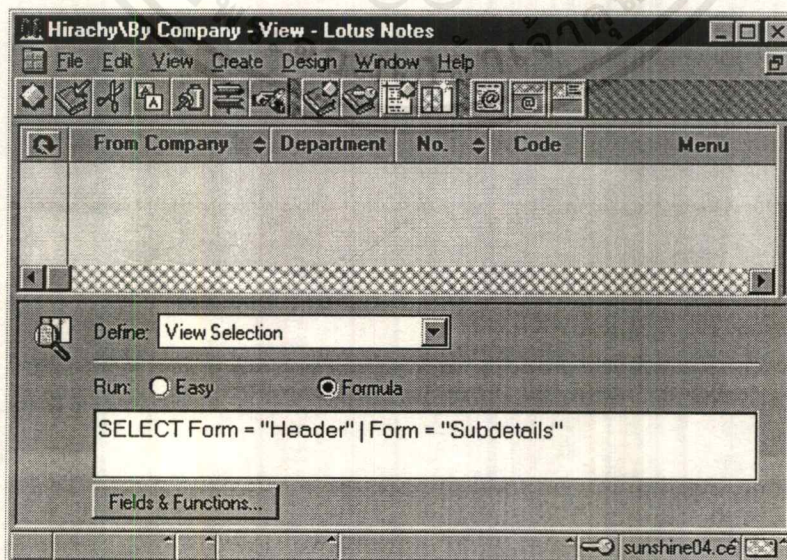 Hirachy\By Company - View - Lotus Notes
File Edit View Create Design Window Help
From Company Department No. Code Menu
Define: View Selection
Run: Easy Formula
SELECT Form = "Header" | Form = "Subdetails"
Fields & Functions...
sunshine04.cé